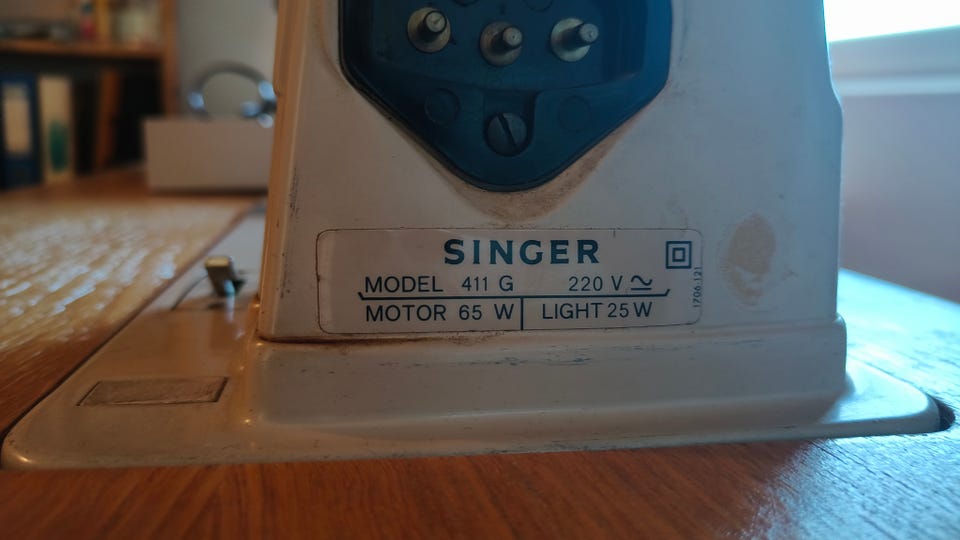 SINGER
MODEL 411 G 220 V ⎓
MOTOR 65 W LIGHT 25 W
1706.121